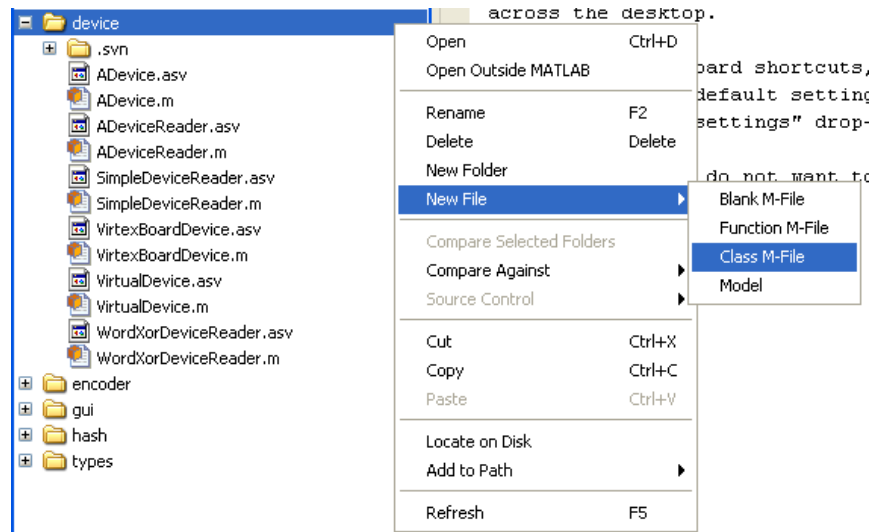 device
.svn
ADevice.asv
ADevice.m
ADeviceReader.asv
ADeviceReader.m
SimpleDeviceReader.asv
SimpleDeviceReader.m
VirtexBoardDevice.asv
VirtexBoardDevice.m
VirtualDevice.asv
VirtualDevice.m
WordXorDeviceReader.asv
WordXorDeviceReader.m
encoder
gui
hash
types
Open Ctrl+D
Open Outside MATLAB
Rename F2
Delete Delete
New Folder
New File
Compare Selected Folders
Compare Against
Source Control
Cut Ctrl+X
Copy Ctrl+C
Paste Ctrl+V
Locate on Disk
Add to Path
Refresh F5
Blank M-File
Function M-File
Class M-File
Model
across the desktop.
oard shortcuts,
default setting
settings" drop-
do not want to